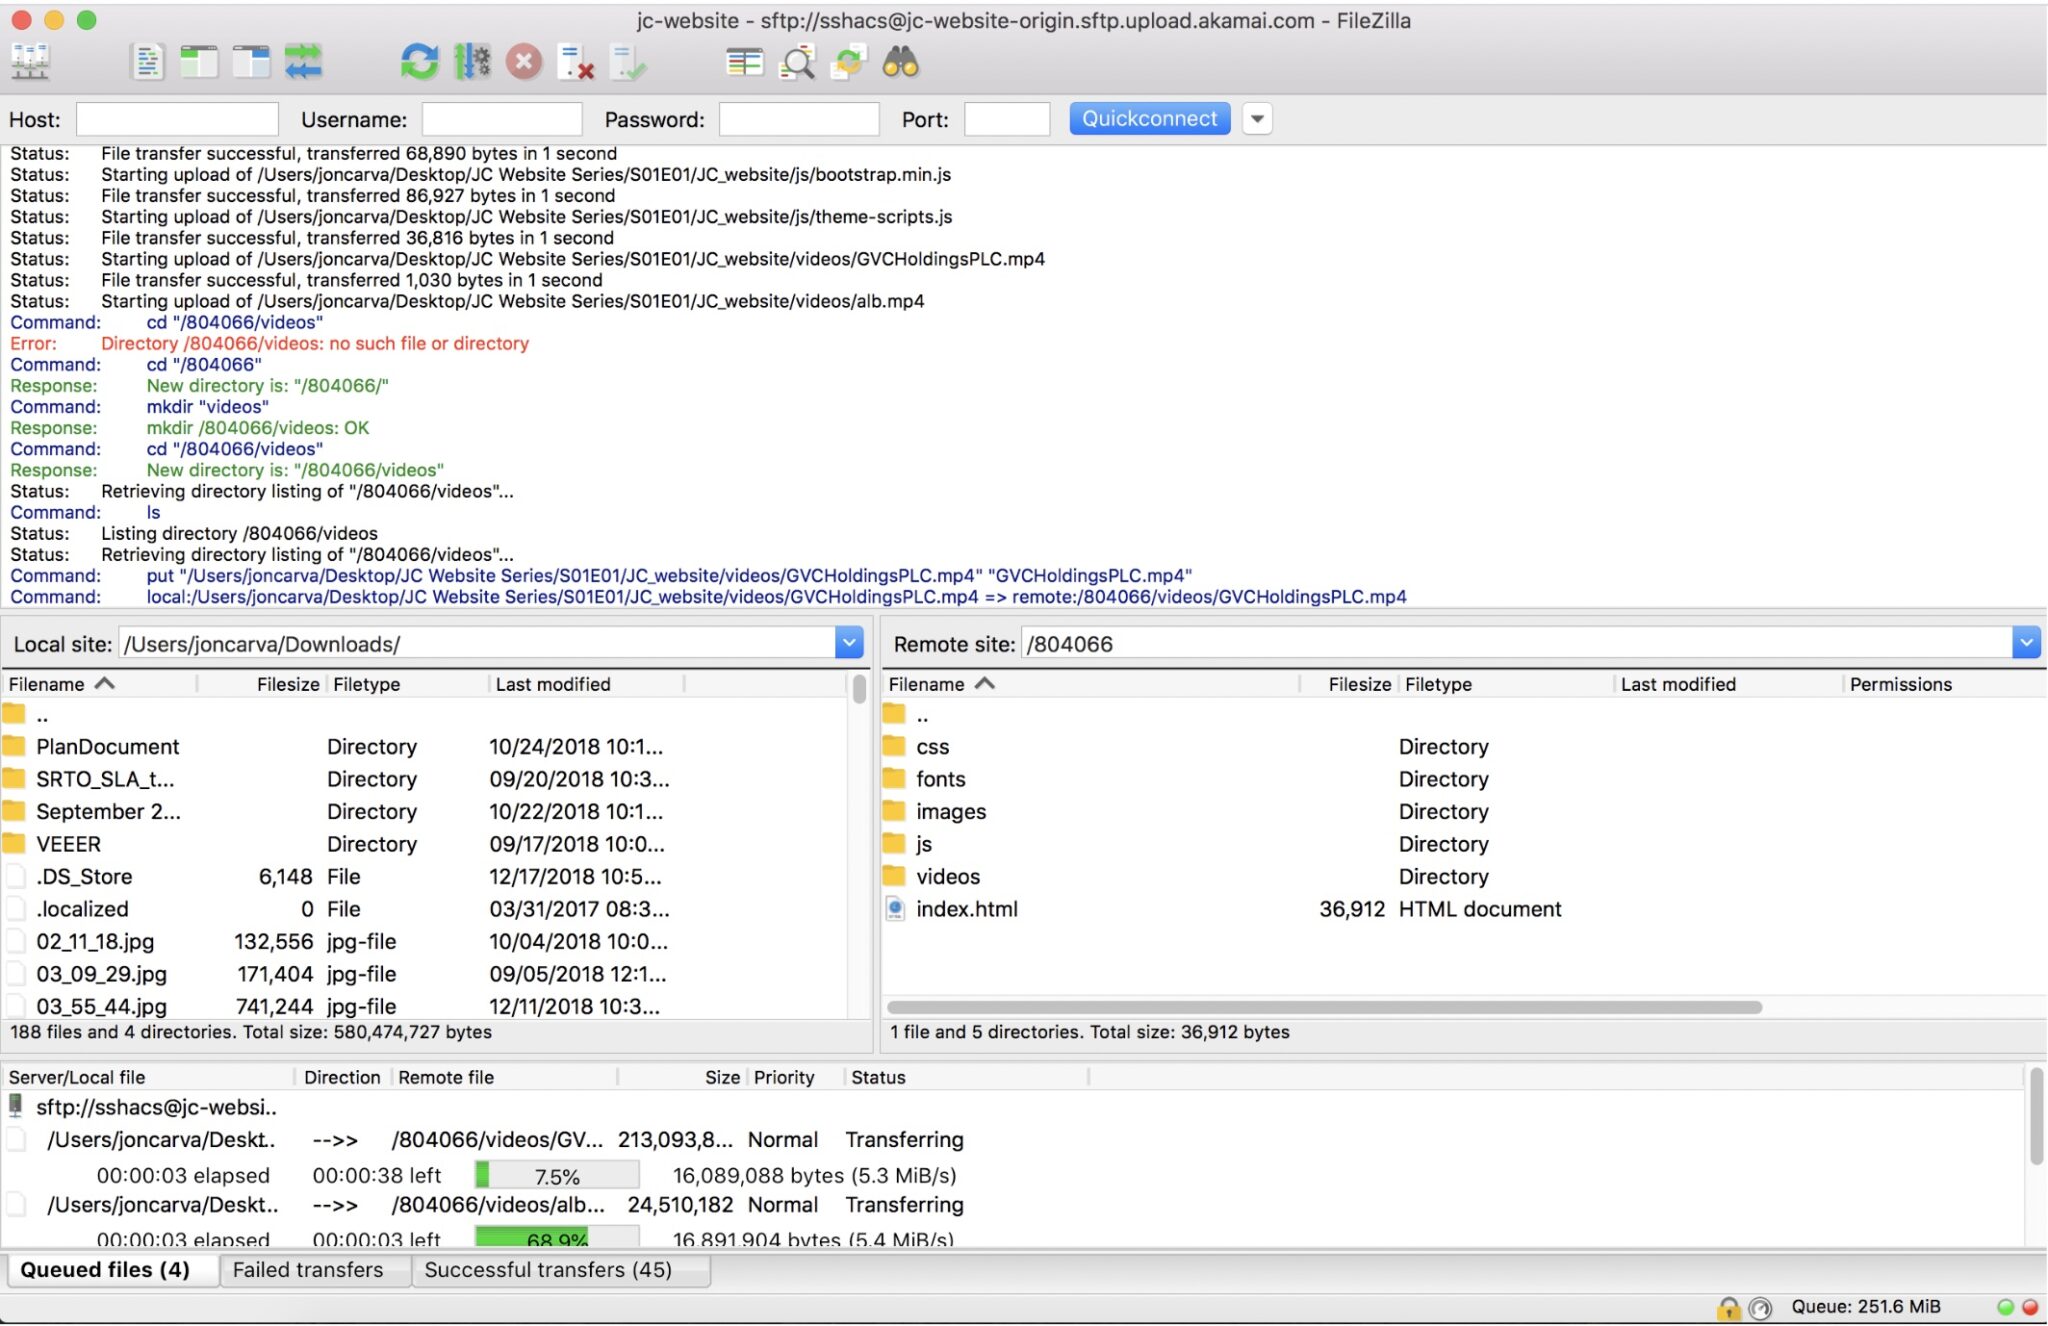 jc-website - sftp://sshacs@jc-website-origin.sftp.upload.akamai.com - FileZilla
Host: Username: Password: Port: Quickconnect
Status: File transfer successful, transferred 68,890 bytes in 1 second
Status: Starting upload of /Users/joncarva/Desktop/JC Website Series/S01E01/JC_website/js/bootstrap.min.js
Status: File transfer successful, transferred 86,927 bytes in 1 second
Status: Starting upload of /Users/joncarva/Desktop/JC Website Series/S01E01/JC_website/js/theme-scripts.js
Status: File transfer successful, transferred 36,816 bytes in 1 second
Status: Starting upload of /Users/joncarva/Desktop/JC Website Series/S01E01/JC_website/videos/GVCHoldingsPLC.mp4
Status: File transfer successful, transferred 1,030 bytes in 1 second
Status: Starting upload of /Users/joncarva/Desktop/JC Website Series/S01E01/JC_website/videos/alb.mp4
Command: cd "/804066/videos"
Error: Directory /804066/videos: no such file or directory
Command: cd "/804066"
Response: New directory is: "/804066/"
Command: mkdir "videos"
Response: mkdir /804066/videos: OK
Command: cd "/804066/videos"
Response: New directory is: "/804066/videos"
Status: Retrieving directory listing of "/804066/videos"...
Command: ls
Status: Listing directory /804066/videos
Status: Retrieving directory listing of "/804066/videos"...
Command: put "/Users/joncarva/Desktop/JC Website Series/S01E01/JC_website/videos/GVCHoldingsPLC.mp4" "GVCHoldingsPLC.mp4"
Command: local:/Users/joncarva/Desktop/JC Website Series/S01E01/JC_website/videos/GVCHoldingsPLC.mp4 => remote:/804066/videos/GVCHoldingsPLC.mp4
Local site: /Users/joncarva/Downloads/
Filename Filesize Filetype Last modified
..
PlanDocument Directory 10/24/2018 10:1...
SRTO_SLA_t... Directory 09/20/2018 10:3...
September 2... Directory 10/22/2018 10:1...
VEEER Directory 09/17/2018 10:0...
.DS_Store 6,148 File 12/17/2018 10:5...
.localized 0 File 03/31/2017 08:3...
02_11_18.jpg 132,556 jpg-file 10/04/2018 10:0...
03_09_29.jpg 171,404 jpg-file 09/05/2018 12:1...
03_55_44.jpg 741,244 jpg-file 12/11/2018 10:3...
188 files and 4 directories. Total size: 580,474,727 bytes
Remote site: /804066
Filename Filesize Filetype Last modified Permissions
..
css Directory
fonts Directory
images Directory
js Directory
videos Directory
index.html 36,912 HTML document
1 file and 5 directories. Total size: 36,912 bytes
Server/Local file Direction Remote file Size Priority Status
sftp://sshacs@jc-websi..
/Users/joncarva/Deskt.. -->> /804066/videos/GV... 213,093,8... Normal Transferring
00:00:03 elapsed 00:00:38 left 7.5% 16,089,088 bytes (5.3 MiB/s)
/Users/joncarva/Deskt.. -->> /804066/videos/alb... 24,510,182 Normal Transferring
00:00:03 elapsed 00:00:03 left 68.9% 16,891,904 bytes (5.4 MiB/s)
Queued files (4) Failed transfers Successful transfers (45)
Queue: 251.6 MiB